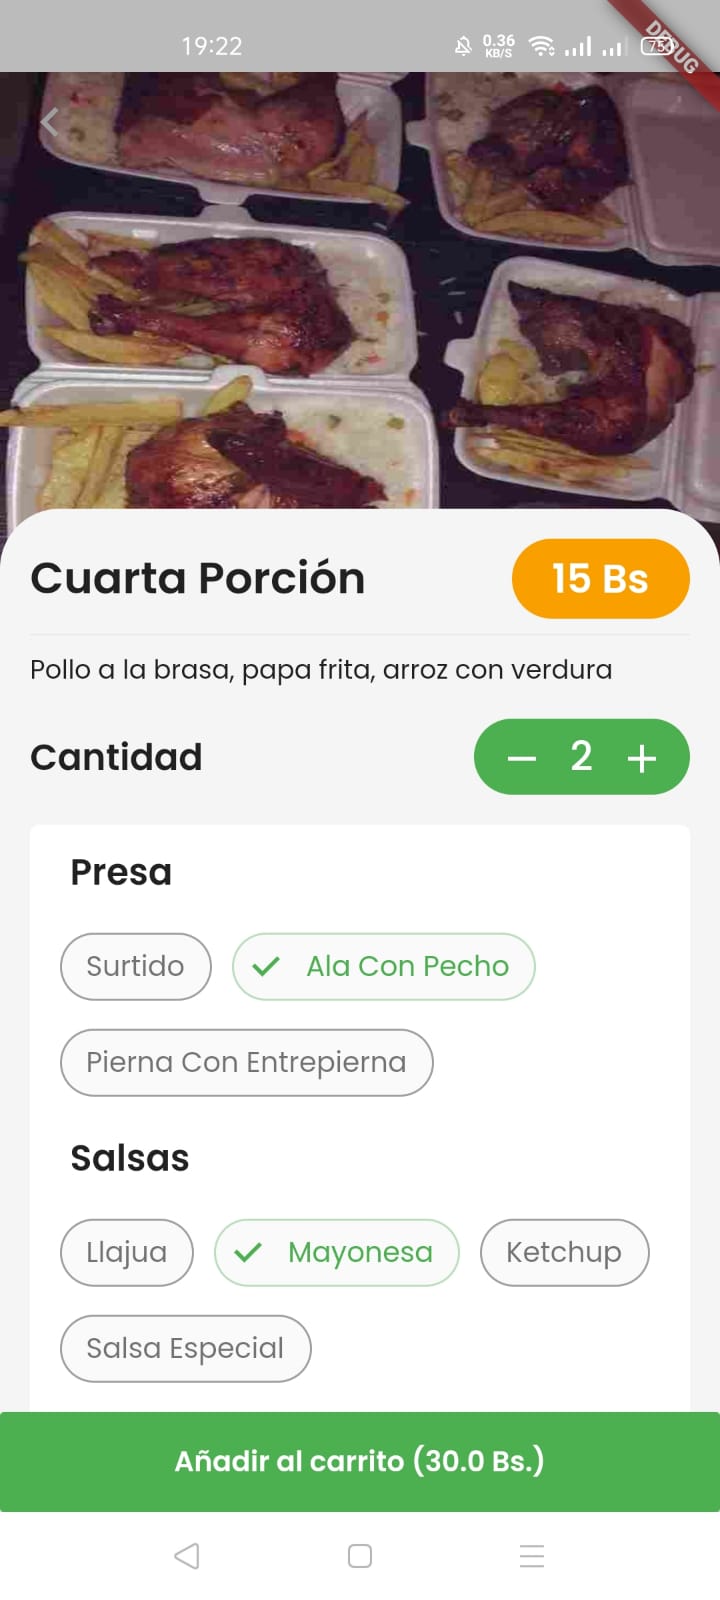 19:22
0.36
KB/S
75
DEBUG
Cuarta Porción
15 Bs
Pollo a la brasa, papa frita, arroz con verdura
Cantidad
2
Presa
Surtido
Ala Con Pecho
Pierna Con Entrepierna
Salsas
Llajua
Mayonesa
Ketchup
Salsa Especial
Añadir al carrito (30.0 Bs.)